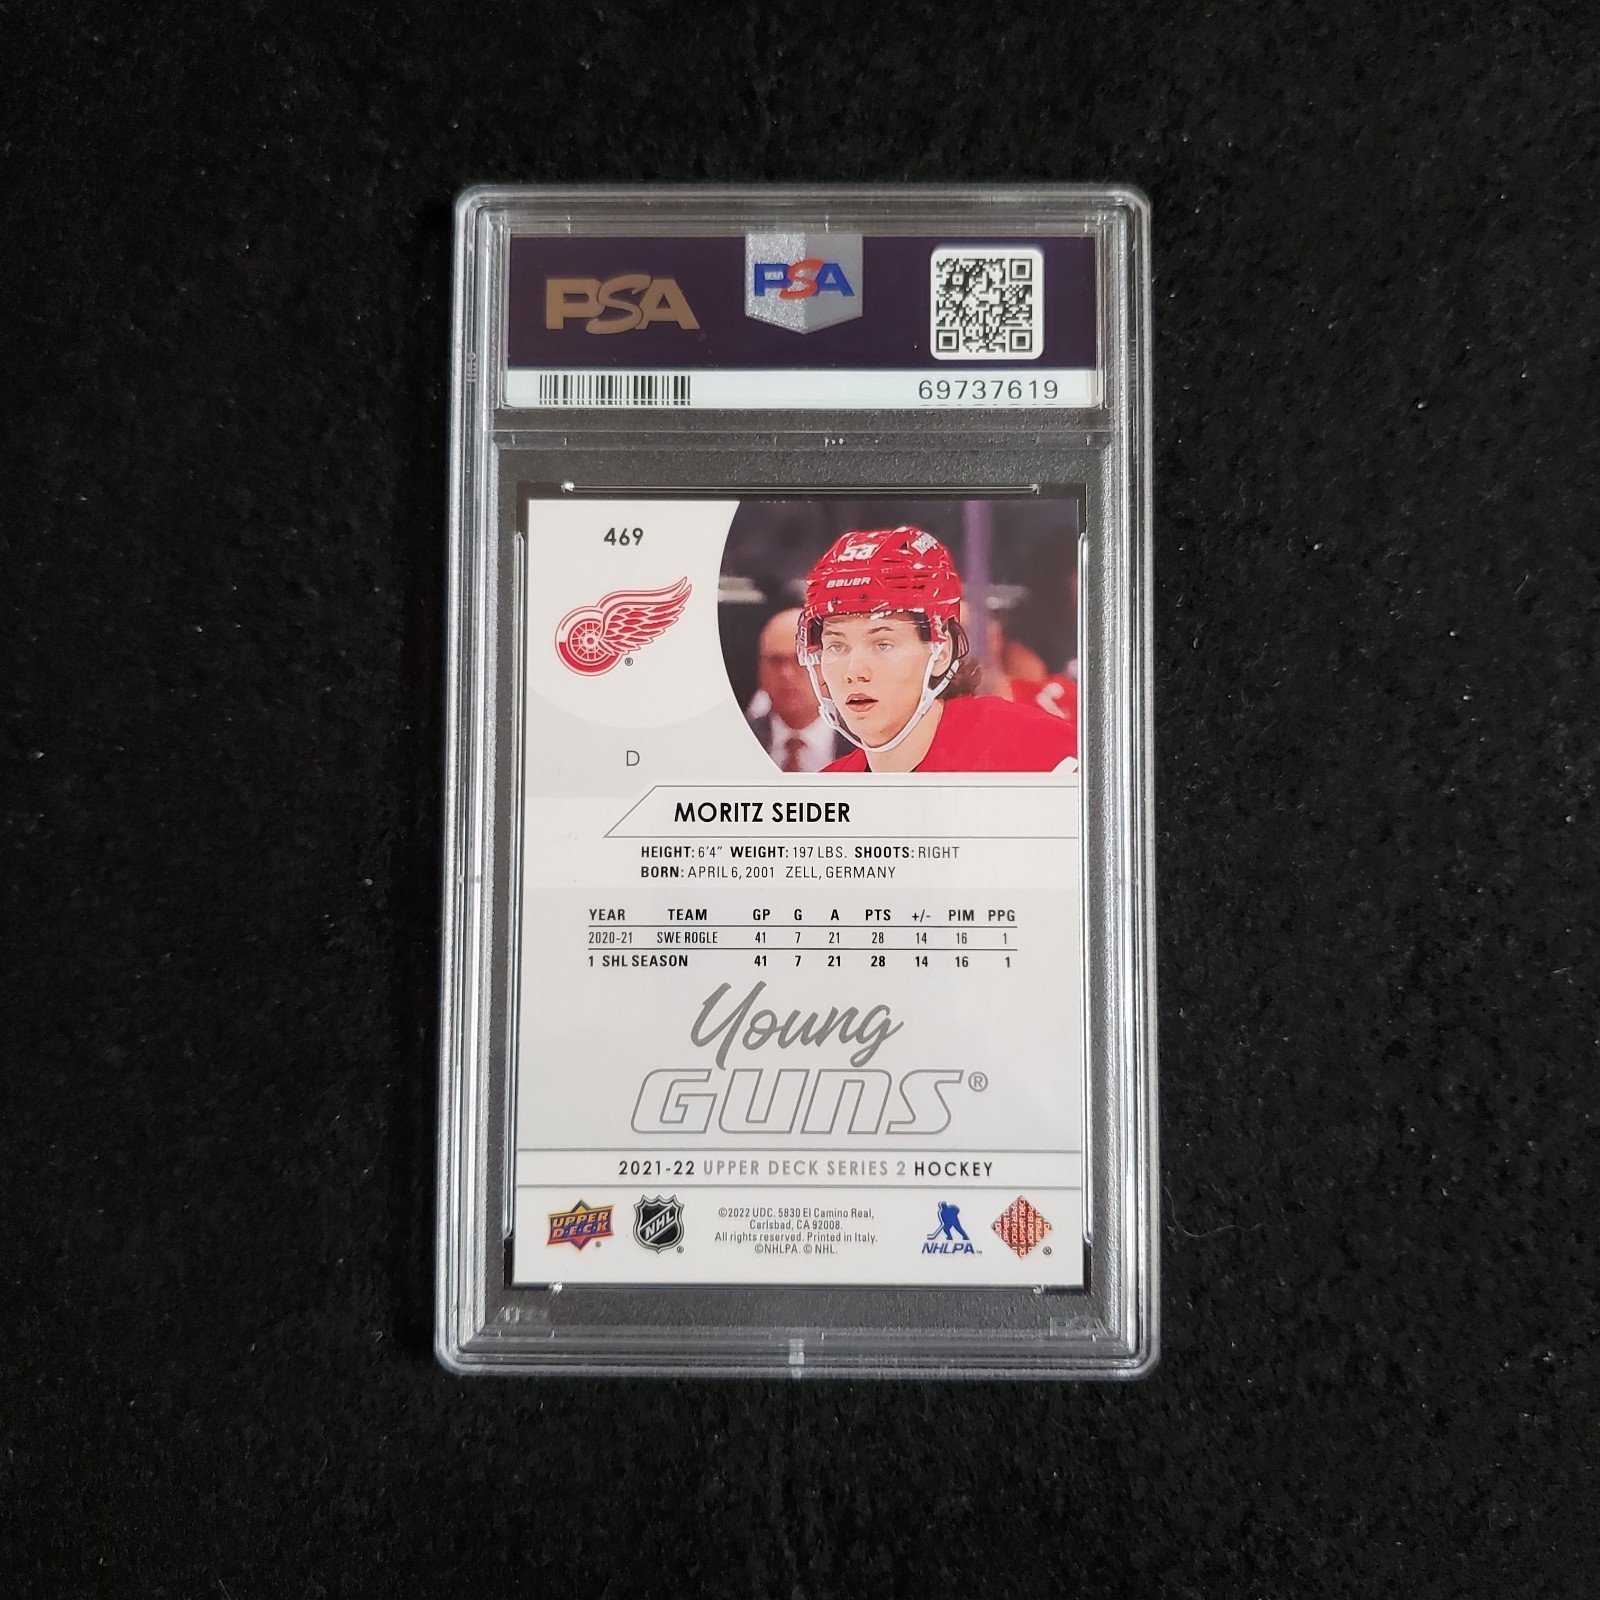 PSA
PSA
69737619
469
53
BAUER
D
MORITZ SEIDER
HEIGHT: 6'4" WEIGHT: 197 LBS. SHOOTS: RIGHT
BORN: APRIL 6, 2001 ZELL, GERMANY
YEAR TEAM GP G A PTS +/- PIM PPG
2020-21 SWE ROGLE 41 7 21 28 14 16 1
1 SHL SEASON 41 7 21 28 14 16 1
Young
GUNS®
2021-22 UPPER DECK SERIES 2 HOCKEY
UPPER
DECK
NHL
©2022 UDC. 5830 El Camino Real,
Carlsbad, CA 92008.
All rights reserved. Printed in Italy.
©NHLPA. © NHL.
NHLPA